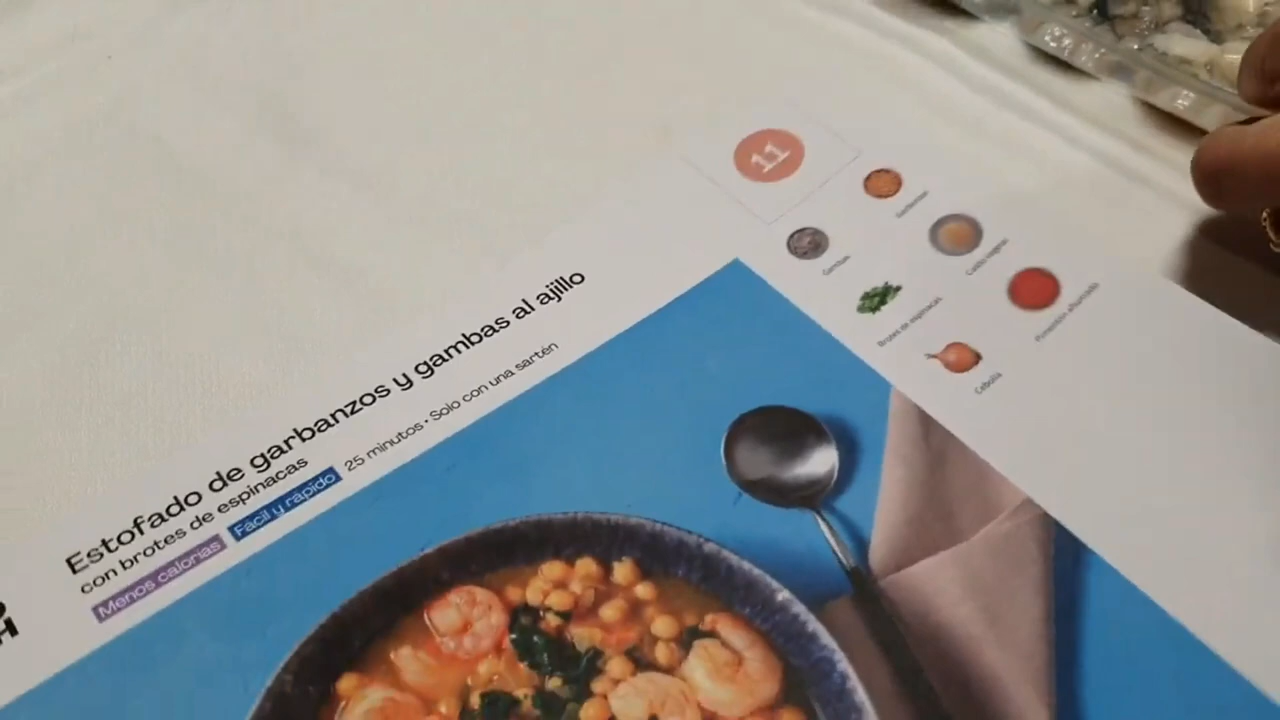 Estofado de garbanzos y gambas al ajillo
con brotes de espinacas
Menos calorías Fácil y rápido 25 minutos • Solo con una sartén
11
Garbanzos
Gambas
Caldo vegetal
Brotes de espinacas
Pimentón ahumado
Cebolla
H